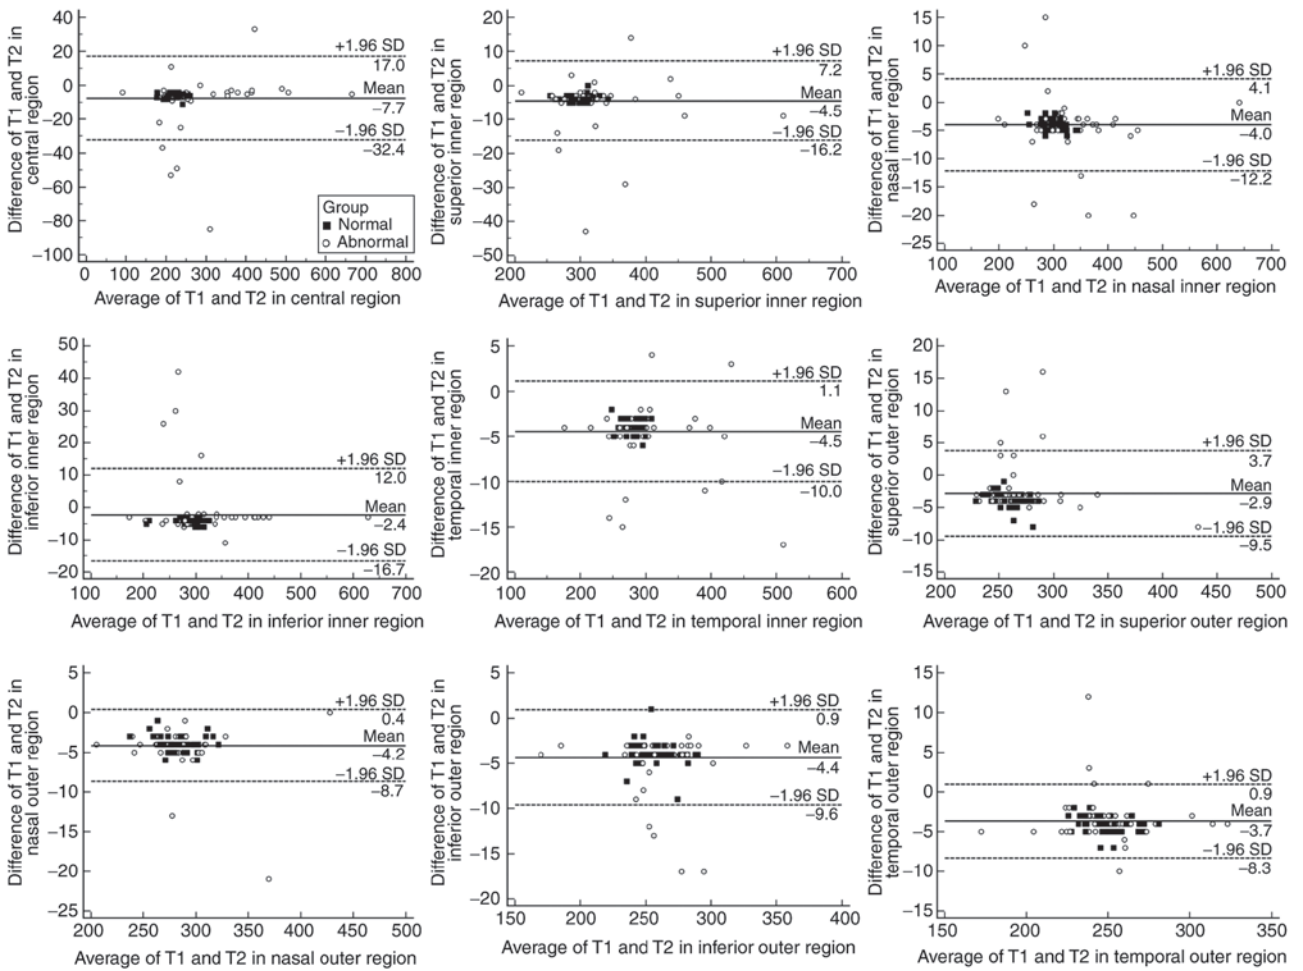 Difference of T1 and T2 in
central region
40
20
0
−20
−40
−60
−80
−100
+1.96 SD
17.0
Mean
−7.7
−1.96 SD
−32.4
Group
Normal
Abnormal
0 100 200 300 400 500 600 700 800
Average of T1 and T2 in central region
Difference of T1 and T2 in
superior inner region
20
10
0
−10
−20
−30
−40
−50
+1.96 SD
7.2
Mean
−4.5
−1.96 SD
−16.2
200 300 400 500 600 700
Average of T1 and T2 in superior inner region
Difference of T1 and T2 in
nasal inner region
15
10
5
0
−5
−10
−15
−20
−25
+1.96 SD
4.1
Mean
−4.0
−1.96 SD
−12.2
100 200 300 400 500 600 700
Average of T1 and T2 in nasal inner region
Difference of T1 and T2 in
inferior inner region
50
40
30
20
10
0
−10
−20
+1.96 SD
12.0
Mean
−2.4
−1.96 SD
−16.7
100 200 300 400 500 600 700
Average of T1 and T2 in inferior inner region
Difference of T1 and T2 in
temporal inner region
5
0
−5
−10
−15
−20
+1.96 SD
1.1
Mean
−4.5
−1.96 SD
−10.0
100 200 300 400 500 600
Average of T1 and T2 in temporal inner region
Difference of T1 and T2 in
superior outer region
20
15
10
5
0
−5
−10
−15
+1.96 SD
3.7
Mean
−2.9
−1.96 SD
−9.5
200 250 300 350 400 450 500
Average of T1 and T2 in superior outer region
Difference of T1 and T2 in
nasal outer region
5
0
−5
−10
−15
−20
−25
+1.96 SD
0.4
Mean
−4.2
−1.96 SD
−8.7
200 250 300 350 400 450 500
Average of T1 and T2 in nasal outer region
Difference of T1 and T2 in
inferior outer region
5
0
−5
−10
−15
−20
+1.96 SD
0.9
Mean
−4.4
−1.96 SD
−9.6
150 200 250 300 350 400
Average of T1 and T2 in inferior outer region
Difference of T1 and T2 in
temporal outer region
15
10
5
0
−5
−10
−15
+1.96 SD
0.9
Mean
−3.7
−1.96 SD
−8.3
150 200 250 300 350
Average of T1 and T2 in temporal outer region